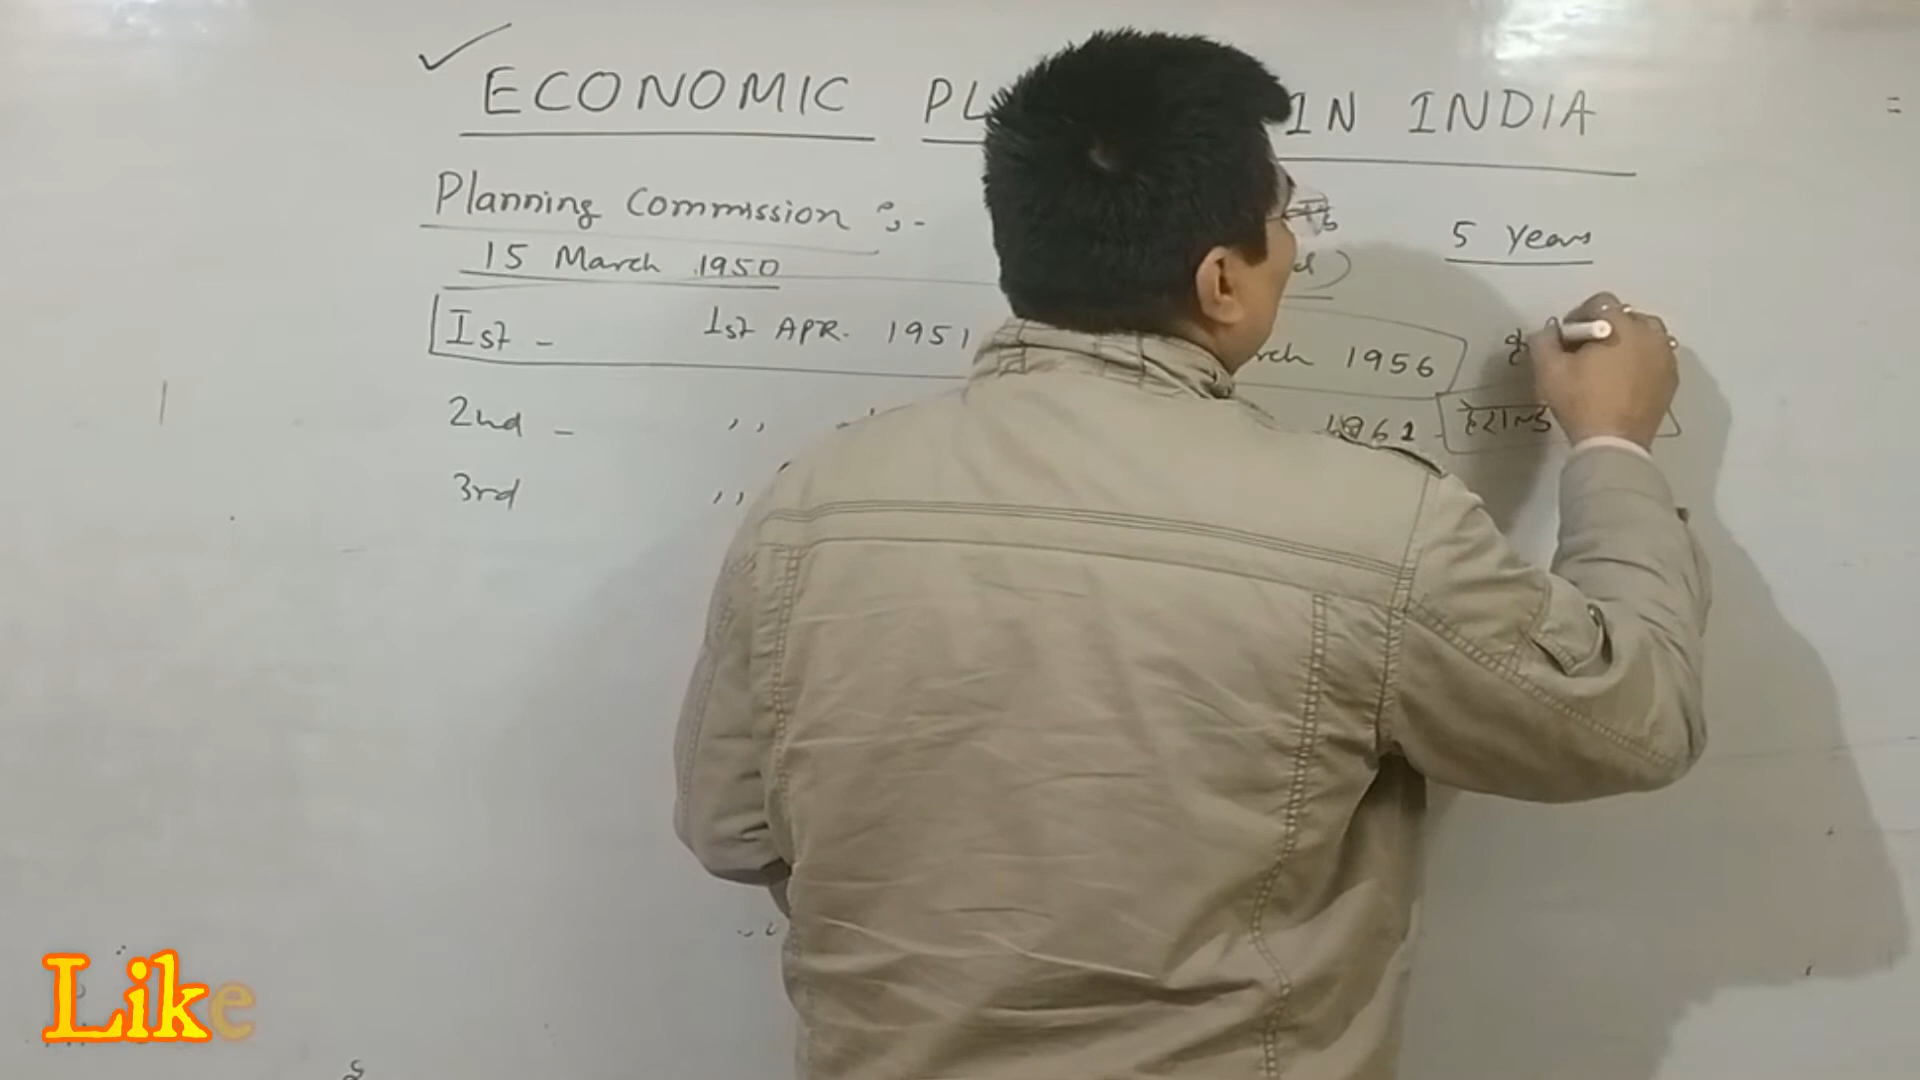 ECONOMIC PL IN INDIA
Planning Commission :-
5 Years
15 March 1950
Ist - 1st APR. 1951 rch 1956
2nd - ,, 1961
3rd ,,
Like